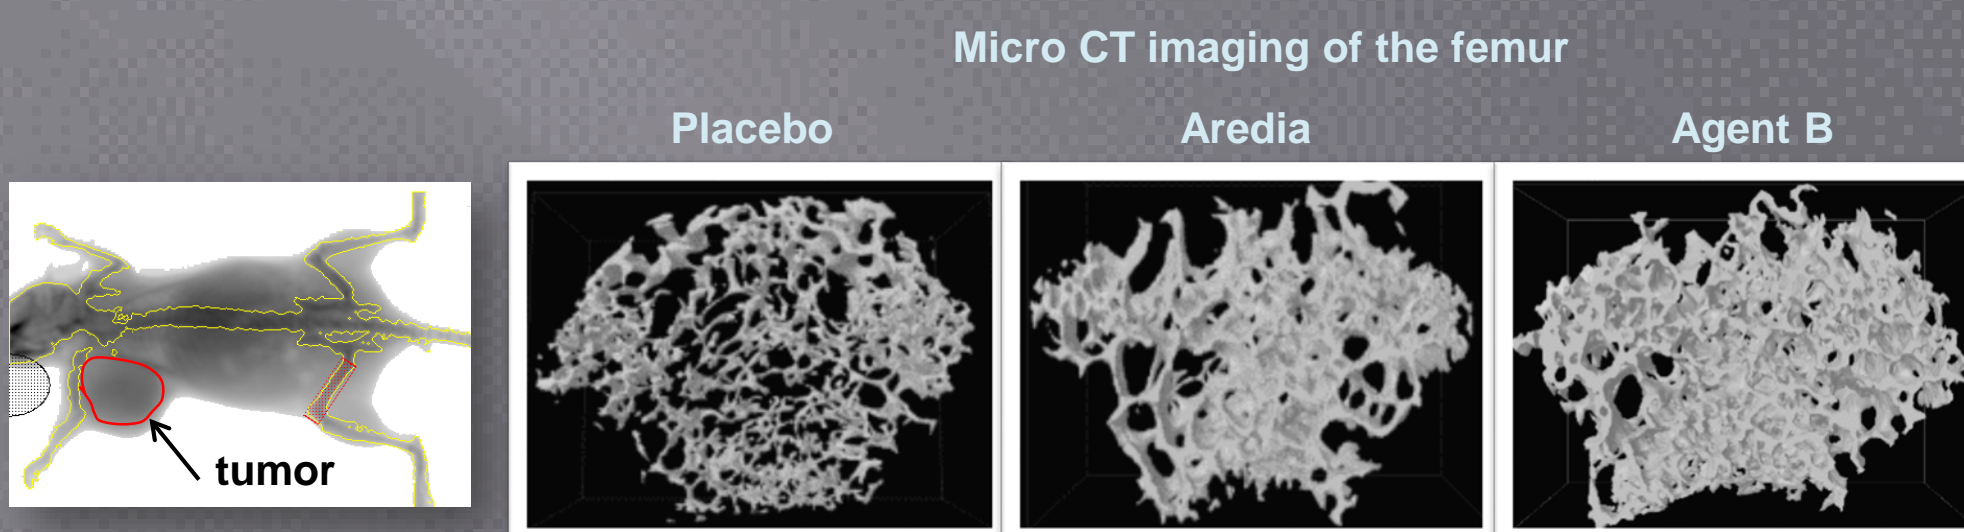 Micro CT imaging of the femur
Placebo
Aredia
Agent B
tumor